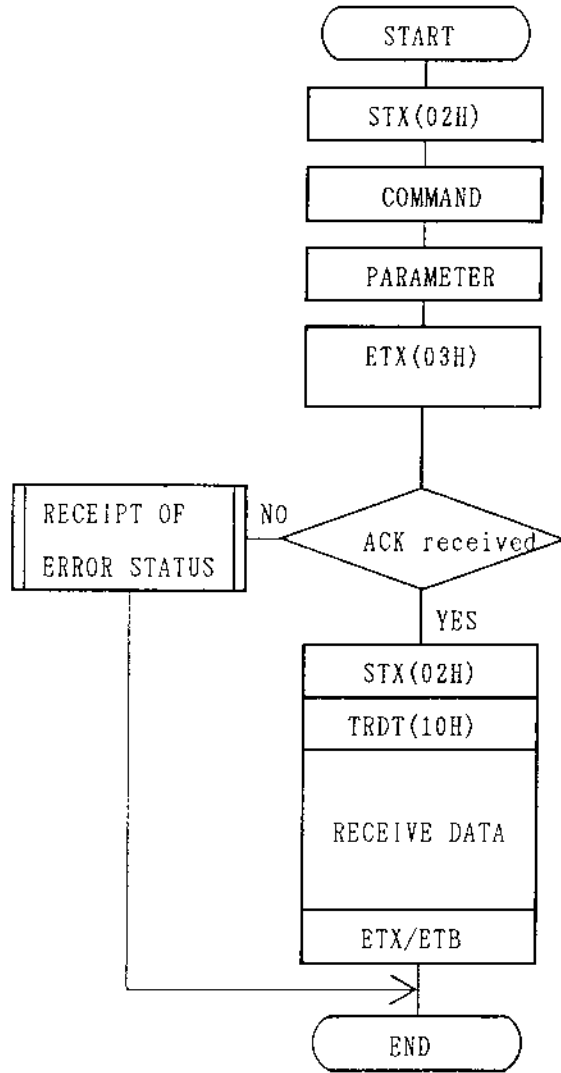 START
STX(02H)
COMMAND
PARAMETER
ETX(03H)
RECEIPT OF
ERROR STATUS
NO
ACK received
YES
STX(02H)
TRDT(10H)
RECEIVE DATA
ETX/ETB
END